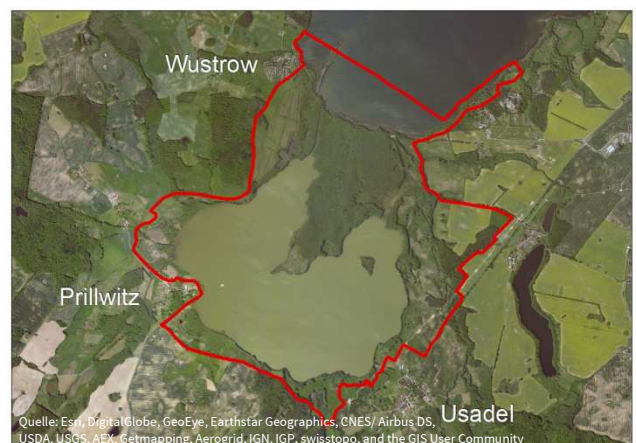 Wustrow
Prillwitz
Usadel
Quelle: Esri, DigitalGlobe, GeoEye, Earthstar Geographics, CNES/ Airbus DS,
USDA, USGS, AEX, Getmapping, Aerogrid, IGN, IGP, swisstopo, and the GIS User Community